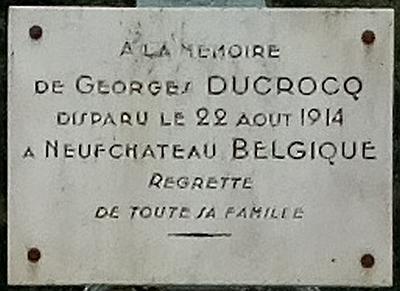 A LA MEMOIRE
DE GEORGES DUCROCQ
DISPARU LE 22 AOUT 1914
A NEUFCHATEAU BELGIQUE
REGRETTE
DE TOUTE SA FAMILLE